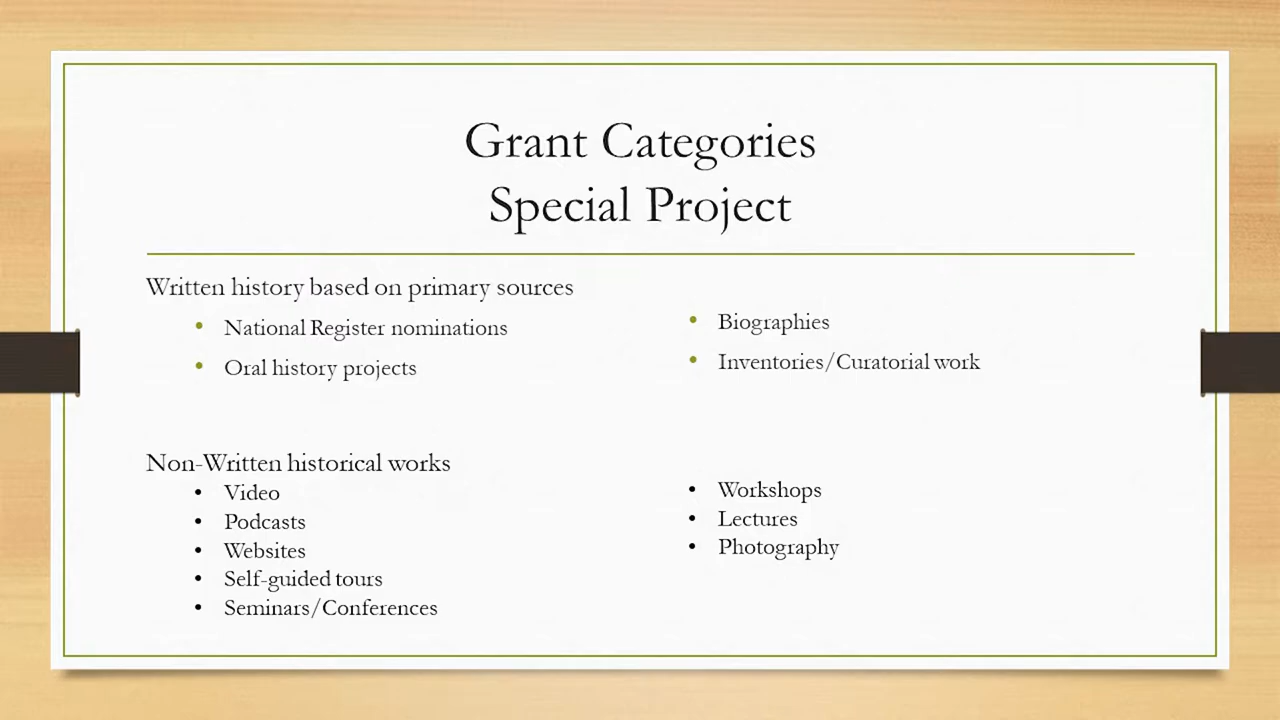 Grant Categories
Special Project
Written history based on primary sources
• National Register nominations
• Oral history projects
• Biographies
• Inventories/Curatorial work
Non-Written historical works
• Video
• Podcasts
• Websites
• Self-guided tours
• Seminars/Conferences
• Workshops
• Lectures
• Photography